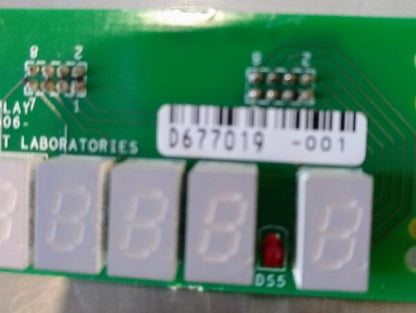 8 2
8 2
LAY 7 1
06-
T LABORATORIES
D677019 -001
DS5